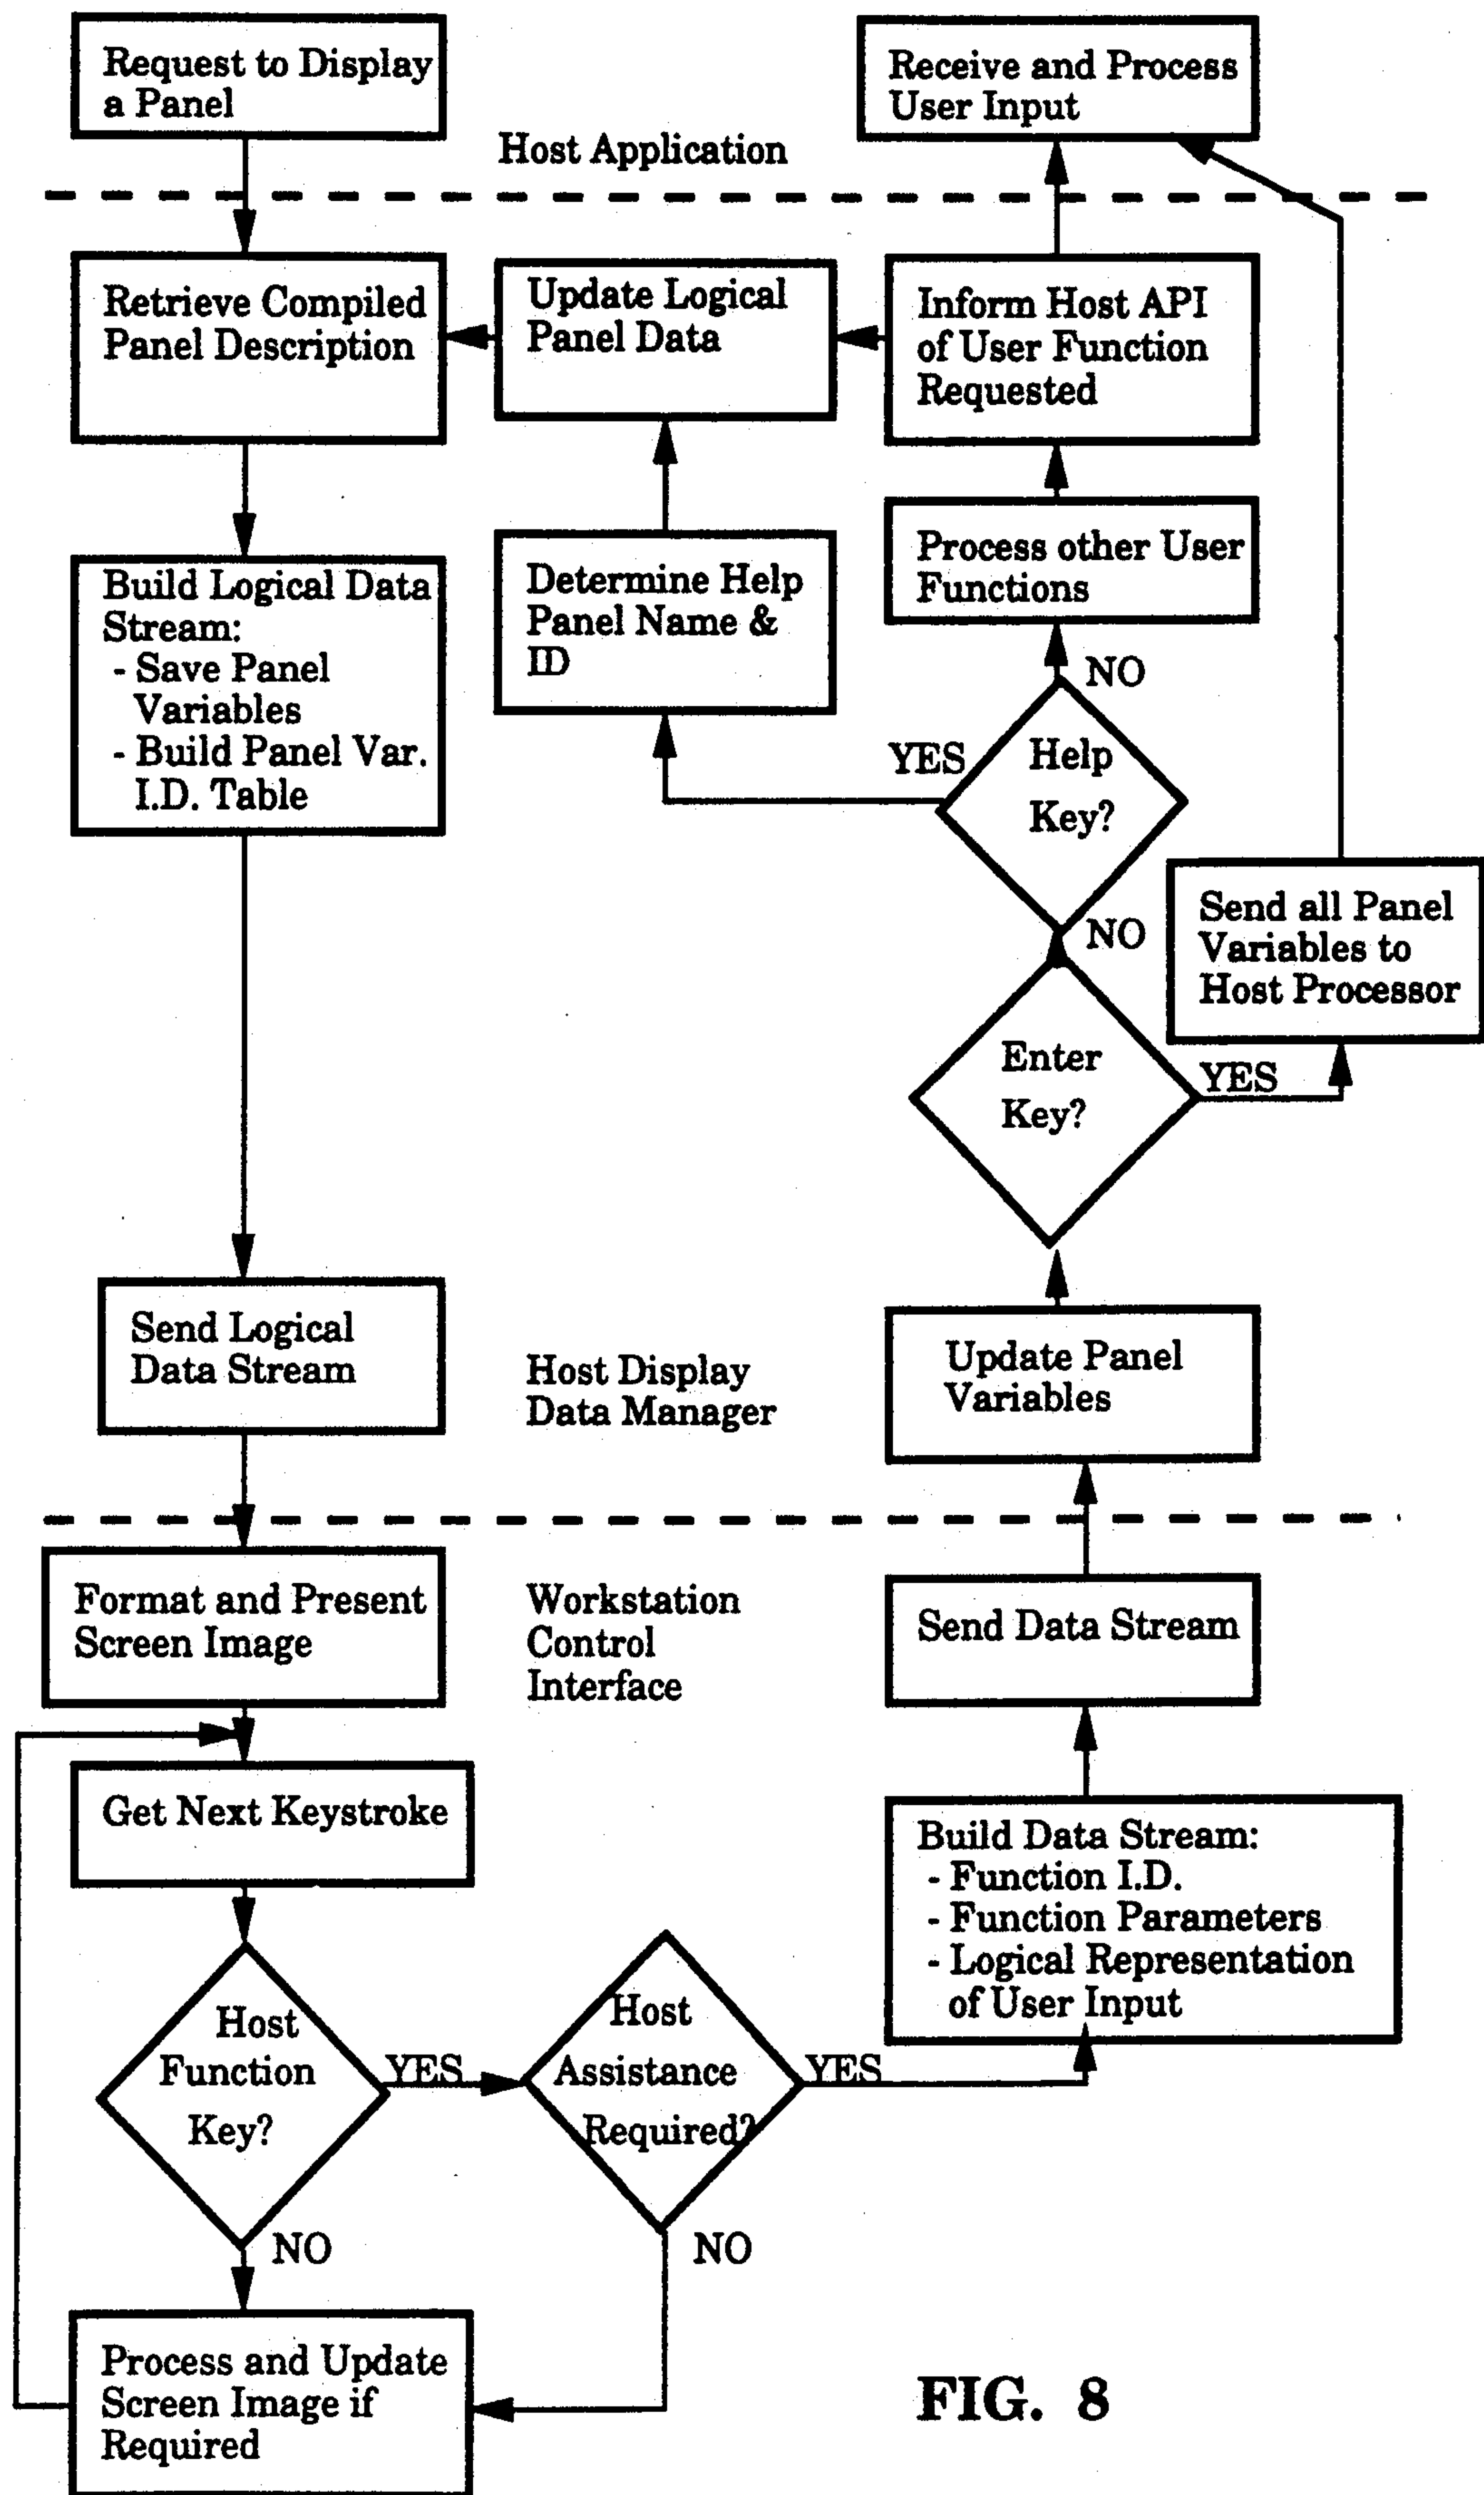 Request to Display
a Panel
Receive and Process
User Input
Host Application
Retrieve Compiled
Panel Description
Update Logical
Panel Data
Inform Host API
of User Function
Requested
Build Logical Data
Stream:
- Save Panel
Variables
- Build Panel Var.
I.D. Table
Determine Help
Panel Name &
ID
Process other User
Functions
NO
YES
Help
Key?
NO
Send all Panel
Variables to
Host Processor
Enter
Key?
YES
Send Logical
Data Stream
Host Display
Data Manager
Update Panel
Variables
Format and Present
Screen Image
Workstation
Control
Interface
Send Data Stream
Get Next Keystroke
Build Data Stream:
- Function I.D.
- Function Parameters
- Logical Representation
of User Input
Host
Function
Key?
YES
Host
Assistance
Required?
YES
NO
NO
Process and Update
Screen Image if
Required
FIG. 8